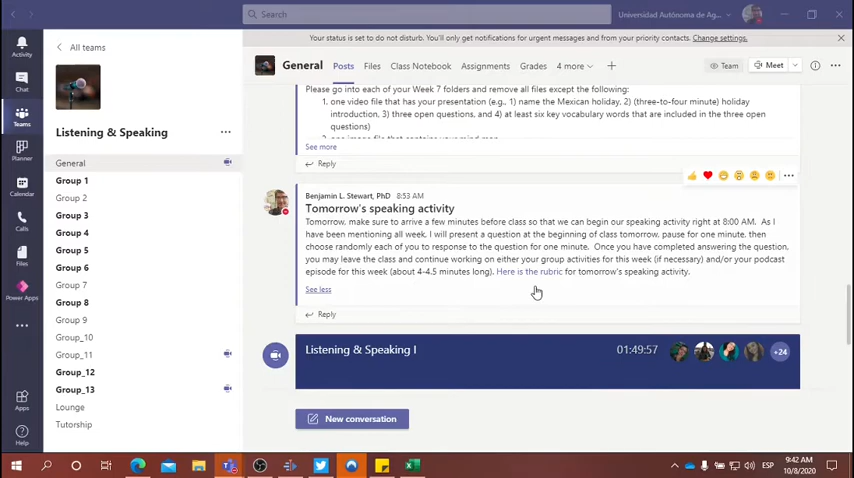 Search
Universidad Autónoma de Ag...
Your status is set to do not disturb. You'll only get notifications for urgent messages and from your priority contacts. Change settings.
Activity
Chat
Teams
Planner
Calendar
Calls
Files
Power Apps
Apps
Help
All teams
Listening & Speaking
General
Group 1
Group 2
Group 3
Group 4
Group 5
Group 6
Group 7
Group 8
Group 9
Group_10
Group_11
Group_12
Group_13
Lounge
Tutorship
General
Posts
Files
Class Notebook
Assignments
Grades
4 more
Team
Meet
Please go into each of your Week 7 folders and remove all files except the following:
1. one video file that has your presentation (e.g., 1) name the Mexican holiday, 2) (three-to-four minute) holiday
introduction, 3) three open questions, and 4) at least six key vocabulary words that are included in the three open
questions)
2. one image file that contains your mind map
See more
Reply
Benjamin L. Stewart, PhD 8:53 AM
Tomorrow's speaking activity
Tomorrow, make sure to arrive a few minutes before class so that we can begin our speaking activity right at 8:00 AM. As I
have been mentioning all week, I will present a question at the beginning of class tomorrow, pause for one minute, then
choose randomly each of you to response to the question for one minute. Once you have completed answering the question,
you may leave the class and continue working on either your group activities for this week (if necessary) and/or your podcast
episode for this week (about 4-4.5 minutes long). Here is the rubric for tomorrow's speaking activity.
See less
Reply
Listening & Speaking I
01:49:57
+24
New conversation
ESP
9:42 AM
10/8/2020